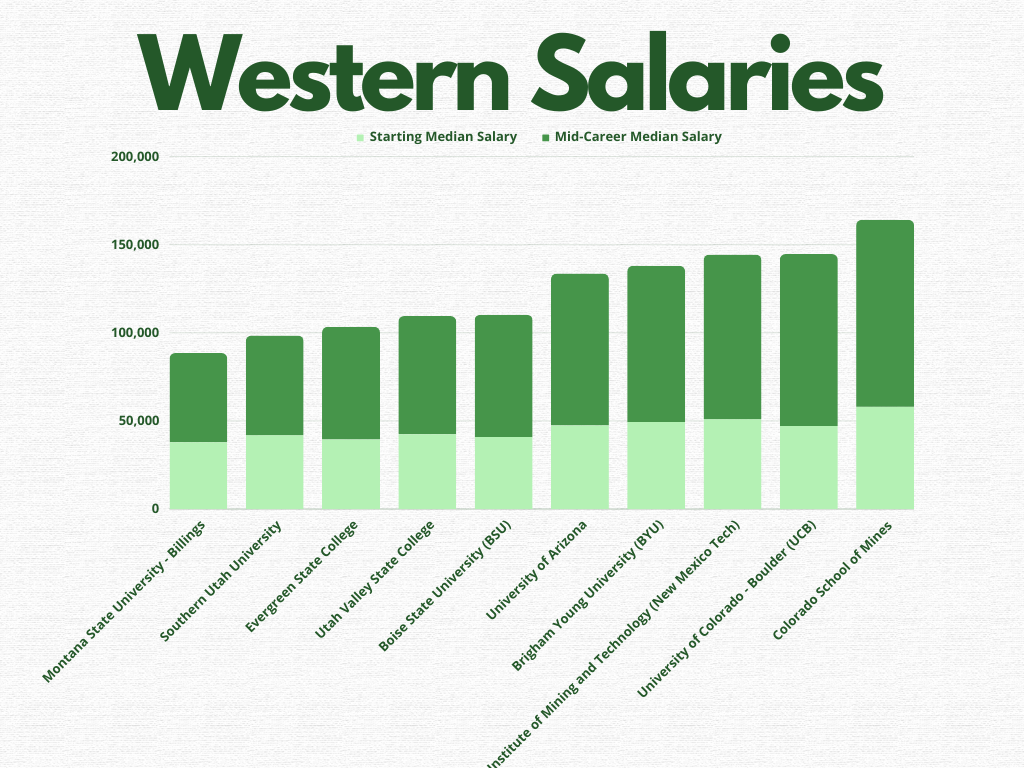 Western Salaries
Starting Median Salary
Mid-Career Median Salary
200,000
150,000
100,000
50,000
0
Montana State University - Billings
Southern Utah University
Evergreen State College
Utah Valley State College
Boise State University (BSU)
University of Arizona
Brigham Young University (BYU)
Institute of Mining and Technology (New Mexico Tech)
University of Colorado - Boulder (UCB)
Colorado School of Mines